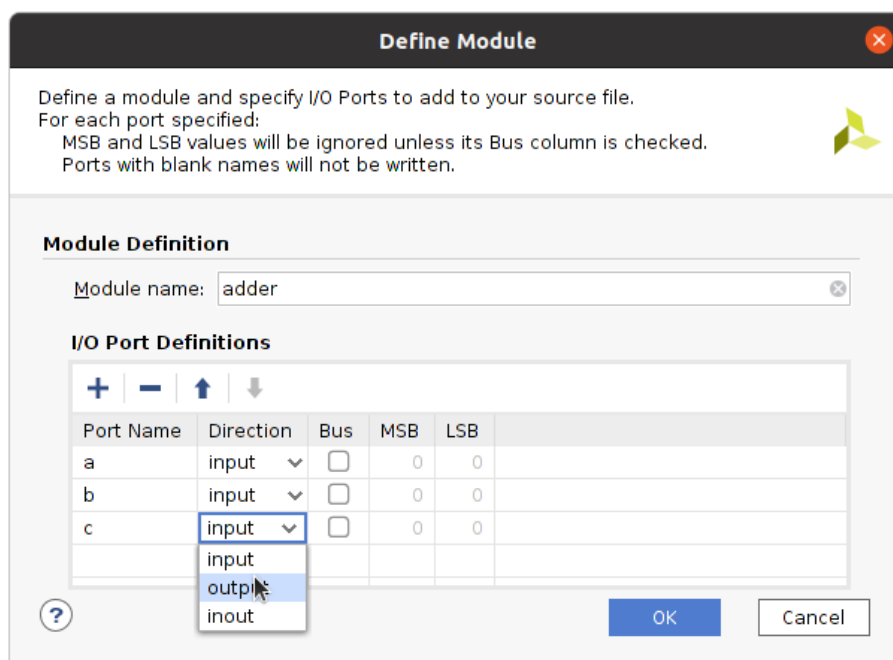 Define Module
Define a module and specify I/O Ports to add to your source file.
For each port specified:
MSB and LSB values will be ignored unless its Bus column is checked.
Ports with blank names will not be written.
Module Definition
Module name: adder
I/O Port Definitions
Port Name Direction Bus MSB LSB
a input 0 0
b input 0 0
c input 0 0
input
output
inout
? OK Cancel